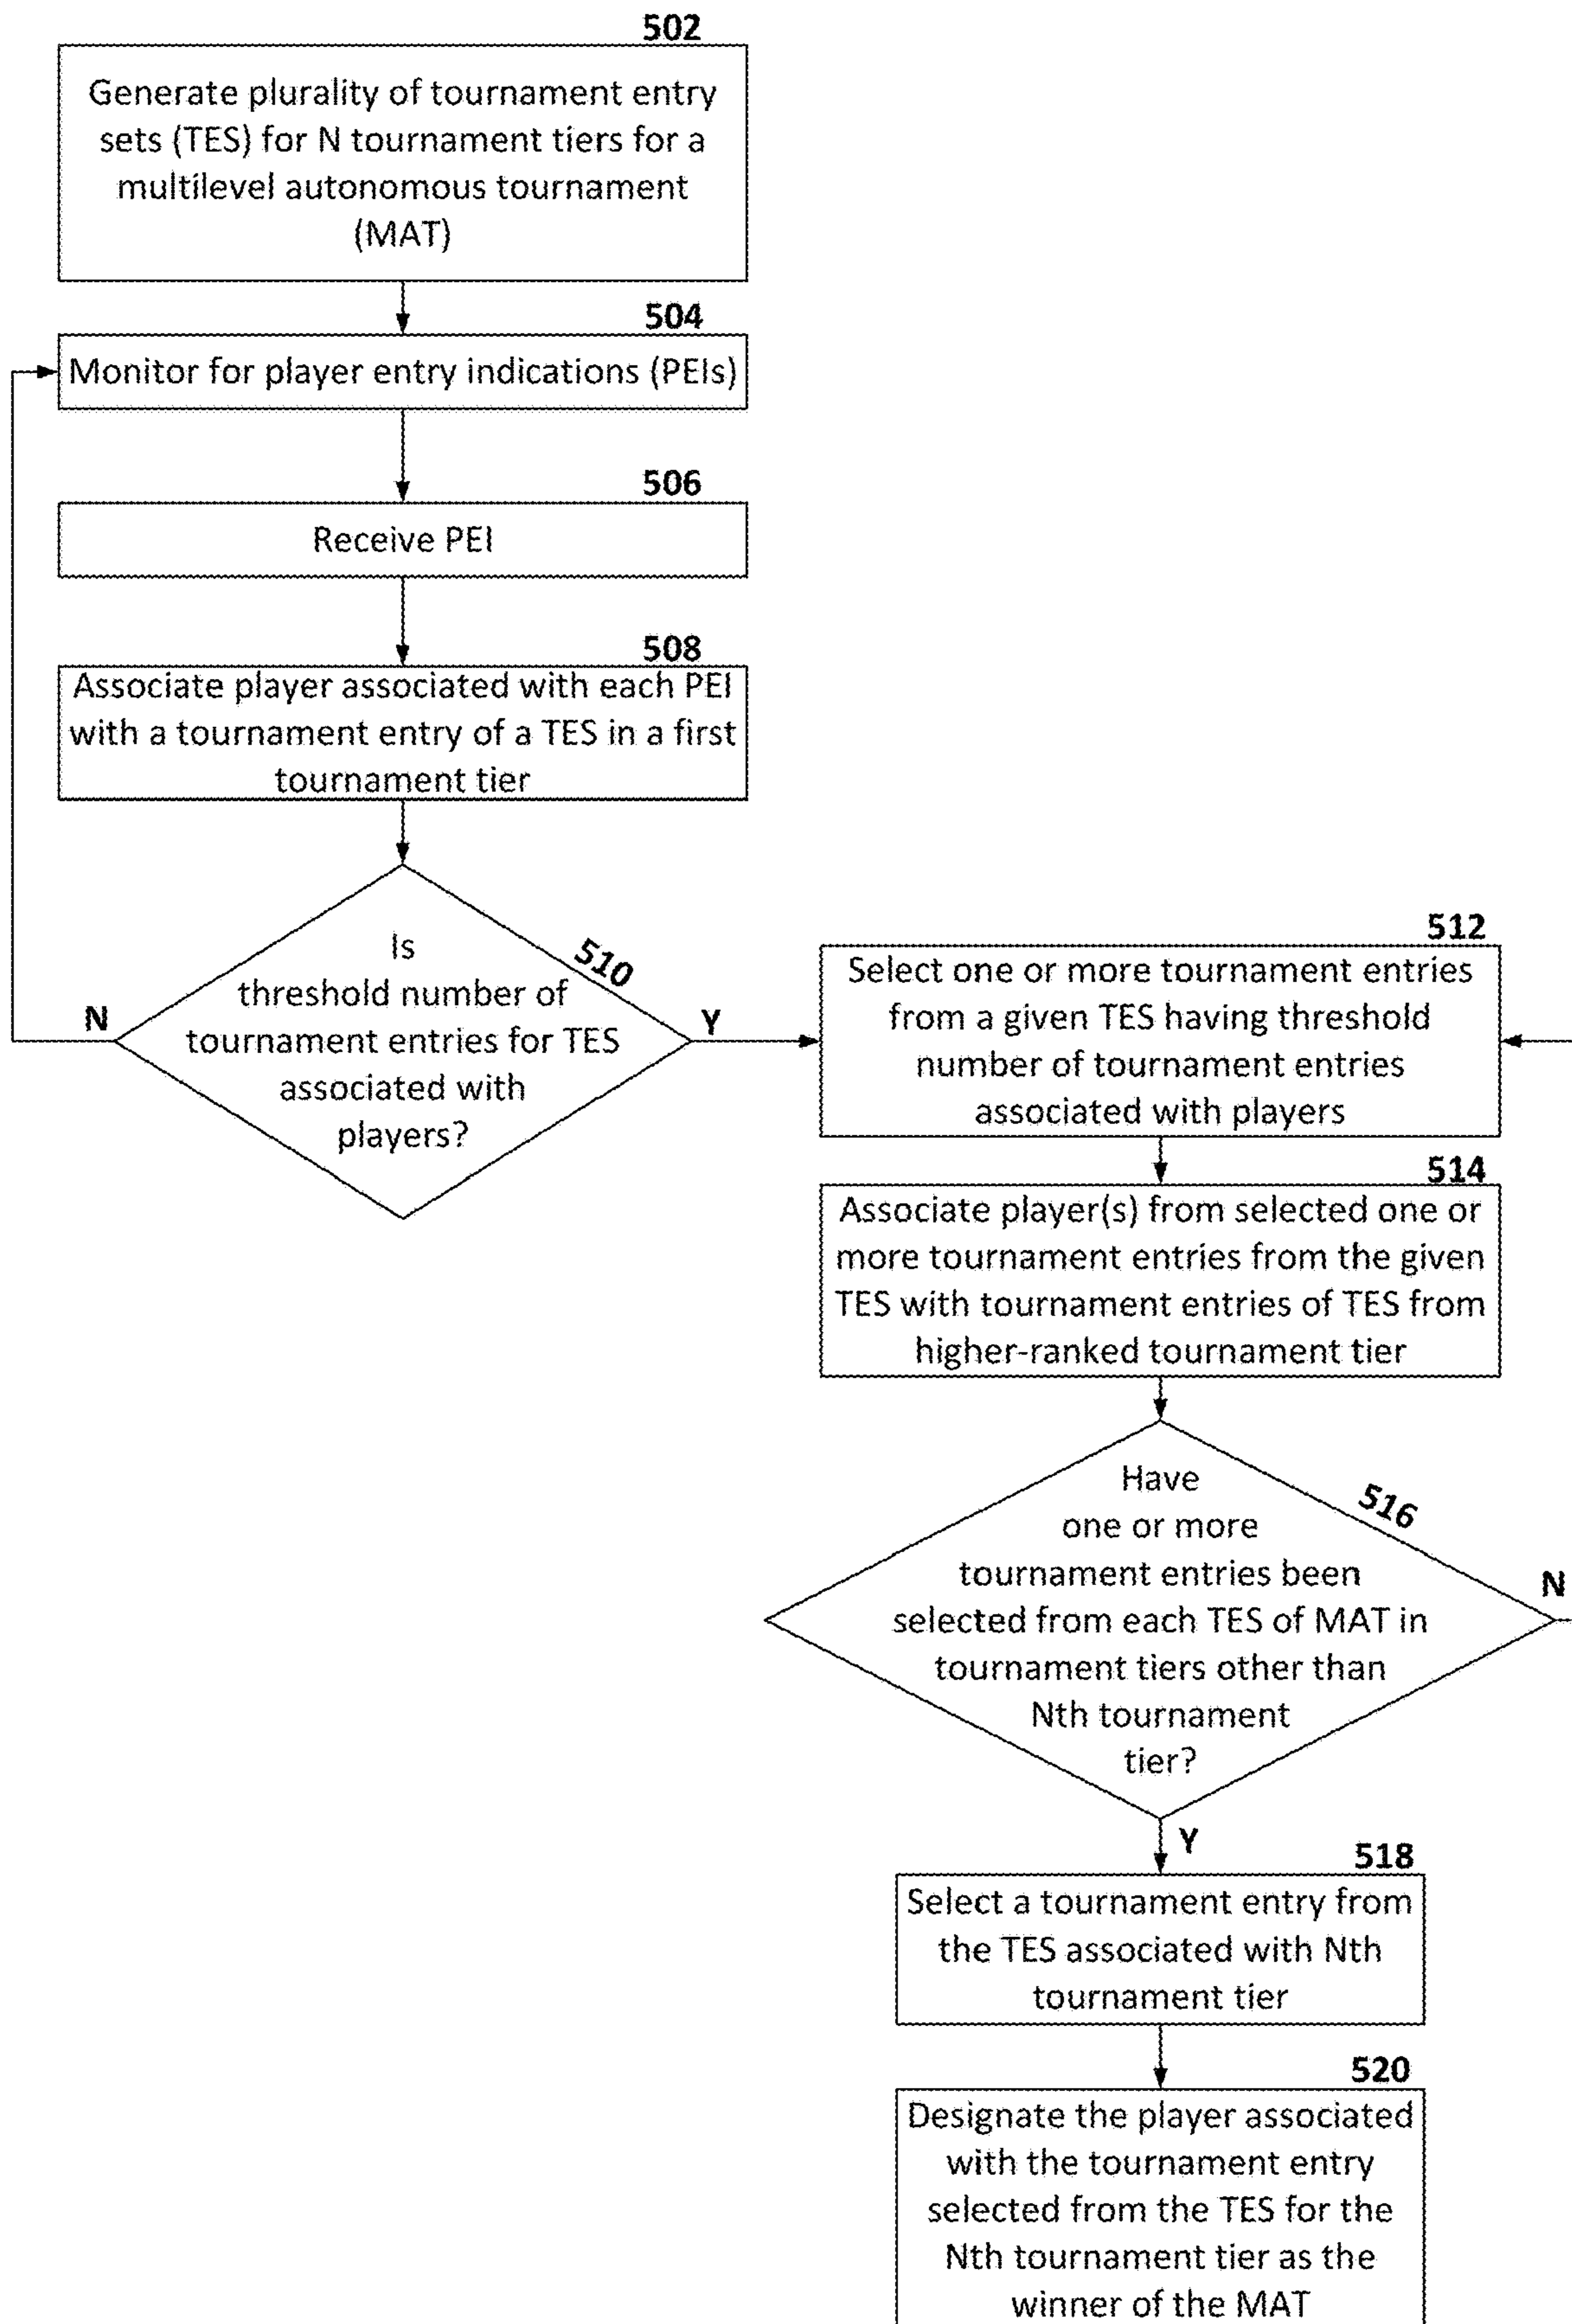 502
Generate plurality of tournament entry
sets (TES) for N tournament tiers for a
multilevel autonomous tournament
(MAT)
504
Monitor for player entry indications (PEIs)
506
Receive PEI
508
Associate player associated with each PEI
with a tournament entry of a TES in a first
tournament tier
510
Is
threshold number of
tournament entries for TES
associated with
players?
N
Y
512
Select one or more tournament entries
from a given TES having threshold
number of tournament entries
associated with players
514
Associate player(s) from selected one or
more tournament entries from the given
TES with tournament entries of TES from
higher-ranked tournament tier
516
Have
one or more
tournament entries been
selected from each TES of MAT in
tournament tiers other than
Nth tournament
tier?
N
Y
518
Select a tournament entry from
the TES associated with Nth
tournament tier
520
Designate the player associated
with the tournament entry
selected from the TES for the
Nth tournament tier as the
winner of the MAT